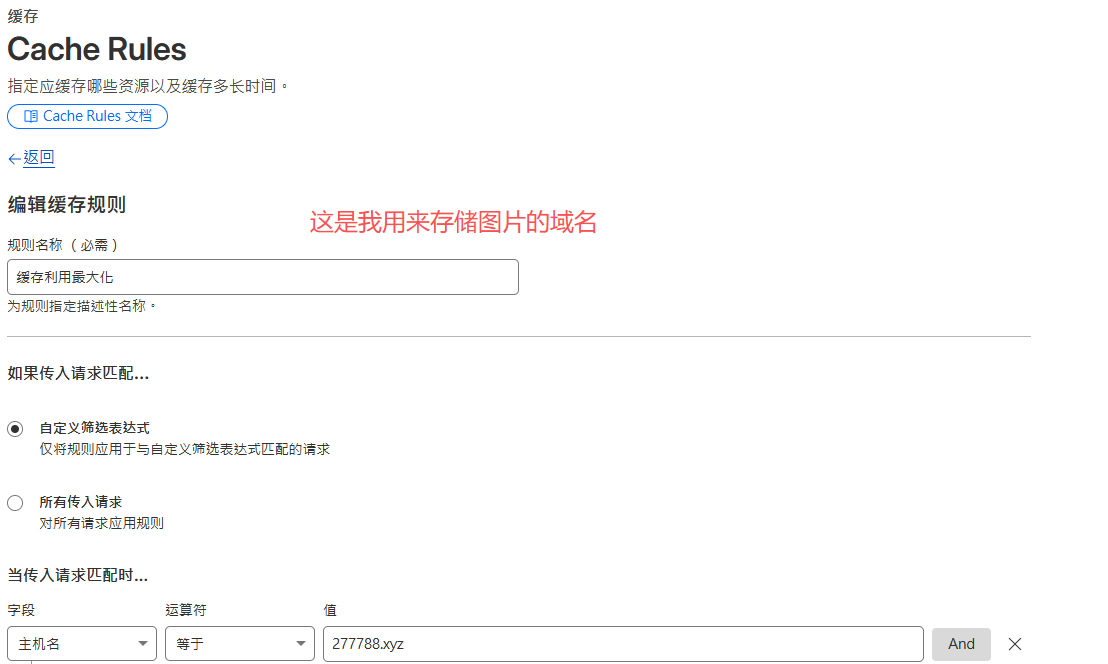 缓存
Cache Rules
指定应缓存哪些资源以及缓存多长时间。
Cache Rules 文档
←返回
编辑缓存规则
这是我用来存储图片的域名
规则名称 （必需）
缓存利用最大化
为规则指定描述性名称。
如果传入请求匹配...
自定义筛选表达式
仅将规则应用于与自定义筛选表达式匹配的请求
所有传入请求
对所有请求应用规则
当传入请求匹配时...
字段 运算符 值
主机名 等于 277788.xyz And